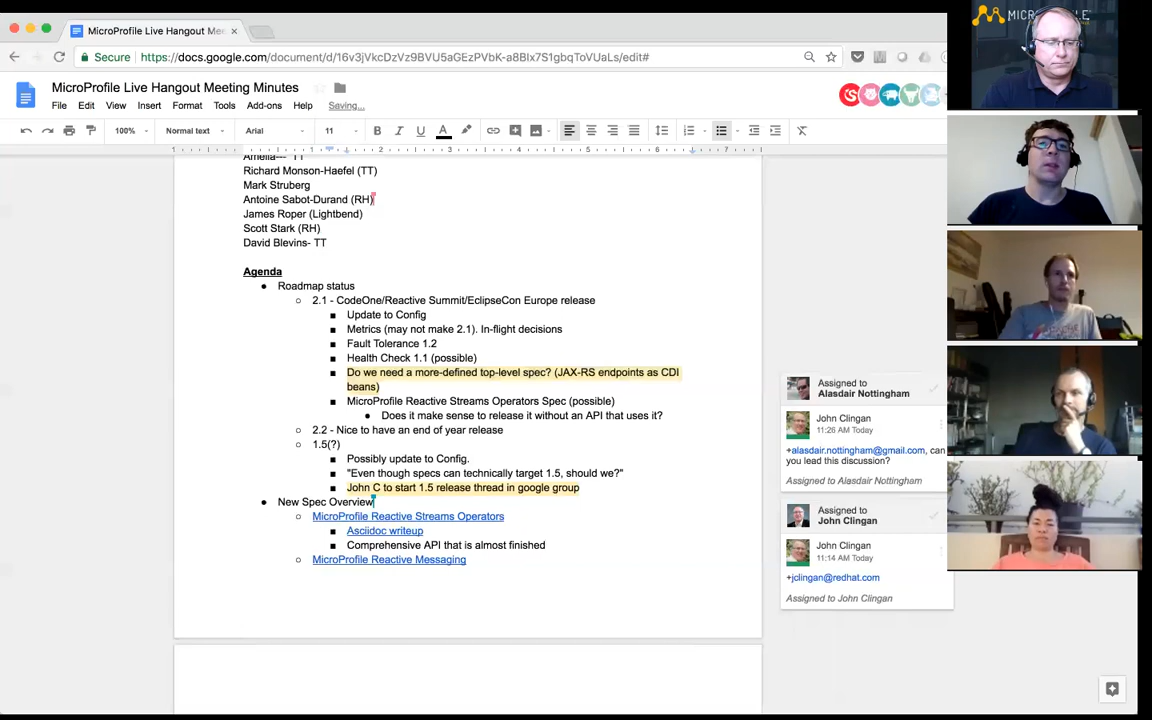 MicroProfile Live Hangout Mee
Secure https://docs.google.com/document/d/16v3jVkcDzVz9BVU5aGEzPVbK-a8BIx7S1gbqToVUaLs/edit#
MicroProfile Live Hangout Meeting Minutes
File Edit View Insert Format Tools Add-ons Help Saving...
100% Normal text Arial 11
1 1 2 3 4 5 6 7
Richard Monson-Haefel (TT)
Mark Struberg
Antoine Sabot-Durand (RH)
James Roper (Lightbend)
Scott Stark (RH)
David Blevins- TT
Agenda
Roadmap status
2.1 - CodeOne/Reactive Summit/EclipseCon Europe release
Update to Config
Metrics (may not make 2.1). In-flight decisions
Fault Tolerance 1.2
Health Check 1.1 (possible)
Do we need a more-defined top-level spec? (JAX-RS endpoints as CDI
beans)
MicroProfile Reactive Streams Operators Spec (possible)
Does it make sense to release it without an API that uses it?
2.2 - Nice to have an end of year release
1.5(?)
Possibly update to Config.
"Even though specs can technically target 1.5, should we?"
John C to start 1.5 release thread in google group
New Spec Overview
MicroProfile Reactive Streams Operators
Asciidoc writeup
Comprehensive API that is almost finished
MicroProfile Reactive Messaging
Assigned to
Alasdair Nottingham
John Clingan
11:26 AM Today
+alasdair.nottingham@gmail.com, can
you lead this discussion?
Assigned to Alasdair Nottingham
Assigned to
John Clingan
John Clingan
11:14 AM Today
+jclingan@redhat.com
Assigned to John Clingan